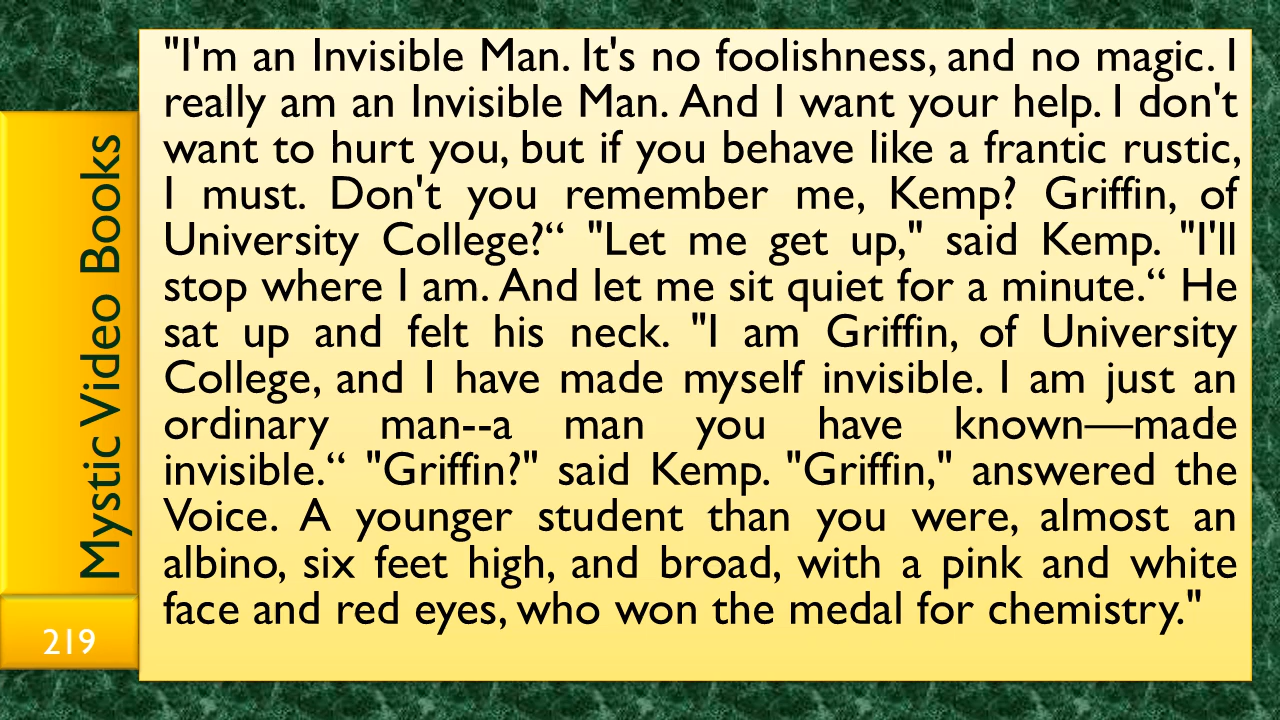 "I'm an Invisible Man. It's no foolishness, and no magic. I
really am an Invisible Man. And I want your help. I don't
want to hurt you, but if you behave like a frantic rustic,
I must. Don't you remember me, Kemp? Griffin, of
University College?“ "Let me get up," said Kemp. "I'll
stop where I am. And let me sit quiet for a minute.“ He
sat up and felt his neck. "I am Griffin, of University
College, and I have made myself invisible. I am just an
ordinary man--a man you have known—made
invisible.“ "Griffin?" said Kemp. "Griffin," answered the
Voice. A younger student than you were, almost an
albino, six feet high, and broad, with a pink and white
face and red eyes, who won the medal for chemistry."
Mystic Video Books
219